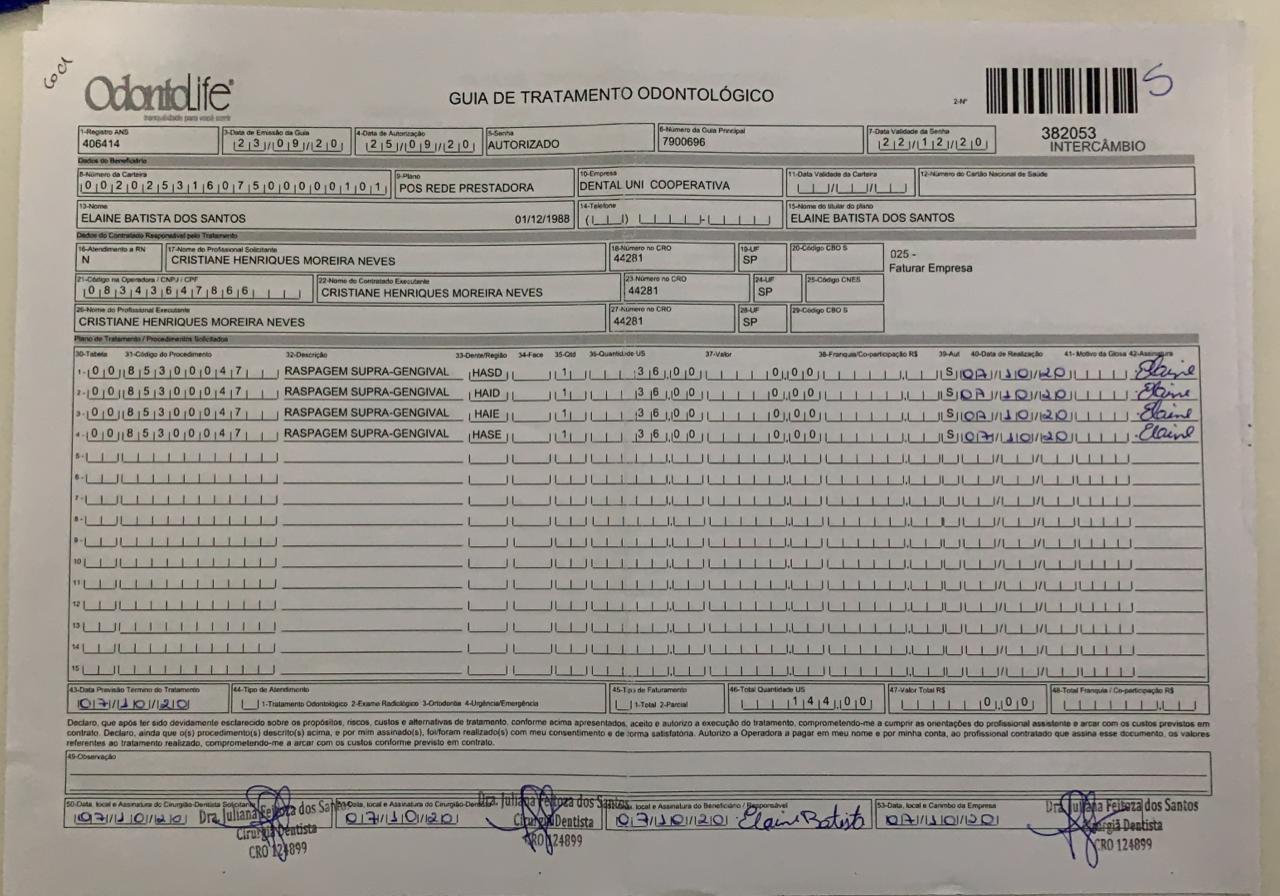 OdontoLife®
tranquilidade para você sorrir
GUIA DE TRATAMENTO ODONTOLÓGICO
2-Nº
382053
INTERCÂMBIO
1-Registro ANS 3-Data de Emissão da Guia 4-Data de Autorização 5-Senha 6-Número da Guia Principal 7-Data Validade da Senha
406414 23/09/20 25/09/20 AUTORIZADO 7900696 22/12/20
Dados do Beneficiário
8-Número da Carteira 9-Plano 10-Empresa 11-Data Validade da Carteira 12-Número do Cartão Nacional de Saúde
00202531607500000101 POS REDE PRESTADORA DENTAL UNI COOPERATIVA
13-Nome 14-Telefone 15-Nome do titular do plano
ELAINE BATISTA DOS SANTOS 01/12/1988 ELAINE BATISTA DOS SANTOS
Dados do Contratado Responsável pelo Tratamento
16-Atendimento a RN 17-Nome do Profissional Solicitante 18-Número no CRO 19-UF 20-Código CBO S
N CRISTIANE HENRIQUES MOREIRA NEVES 44281 SP
025 -
Faturar Empresa
21-Código na Operadora / CNPJ / CPF 22-Nome do Contratado Executante 23-Número no CRO 24-UF 25-Código CNES
08343647866 CRISTIANE HENRIQUES MOREIRA NEVES 44281 SP
26-Nome do Profissional Executante 27-Número no CRO 28-UF 29-Código CBO S
CRISTIANE HENRIQUES MOREIRA NEVES 44281 SP
Plano de Tratamento / Procedimentos Solicitados
30-Tabela 31-Código do Procedimento 32-Descrição 33-Dente/Região 34-Face 35-Qtd 36-Quantidade US 37-Valor 38-Franquia/Co-participação R$ 39-Aut 40-Data de Realização 41- Motivo da Glosa 42-Assinatura
1- 00 85300047 RASPAGEM SUPRA-GENGIVAL HASD 1 36,00 0,00 S 07/10/20 Elaine
2- 00 85300047 RASPAGEM SUPRA-GENGIVAL HAID 1 36,00 0,00 S 07/10/20 Elaine
3- 00 85300047 RASPAGEM SUPRA-GENGIVAL HAIE 1 36,00 0,00 S 07/10/20 Elaine
4- 00 85300047 RASPAGEM SUPRA-GENGIVAL HASE 1 36,00 0,00 S 07/10/20 Elaine
5-
6-
7-
8-
9-
10
11
12
13
14
15
43-Data Previsão Término do Tratamento 44-Tipo de Atendimento 45-Tipo de Faturamento 46-Total Quantidade US 47-Valor Total R$ 48-Total Franquia / Co-participação R$
07/10/20 1-Tratamento Odontológico 2-Exame Radiológico 3-Ortodontia 4-Urgência/Emergência 1-Total 2-Parcial 144,00 0,00
Declaro, que após ter sido devidamente esclarecido sobre os propósitos, riscos, custos e alternativas de tratamento, conforme acima apresentados, aceito e autorizo a execução do tratamento, comprometendo-me a cumprir as orientações do profissional assistente e arcar com os custos previstos em
contrato. Declaro, ainda que o(s) procedimento(s) descrito(s) acima, e por mim assinado(s), foi/foram realizado(s) com meu consentimento e de forma satisfatória. Autorizo a Operadora a pagar em meu nome e por minha conta, ao profissional contratado que assina esse documento, os valores
referentes ao tratamento realizado, comprometendo-me a arcar com os custos conforme previsto em contrato.
49-Observação
50-Data, local e Assinatura do Cirurgião-Dentista Solicitante data, local e Assinatura do Cirurgião-Dentista local e Assinatura do Beneficiário / Responsável 53-Data, local e Carimbo da Empresa
07/10/20 Dra. Juliana Feitoza dos Santos 07/10/20 Dra. Juliana Feitoza dos Santos 07/10/20 Elaine Batista 07/10/20 Dra. Juliana Feitoza dos Santos
Cirurgiã Dentista Cirurgiã Dentista Cirurgiã Dentista
CRO 124899 CRO 124899 CRO 124899